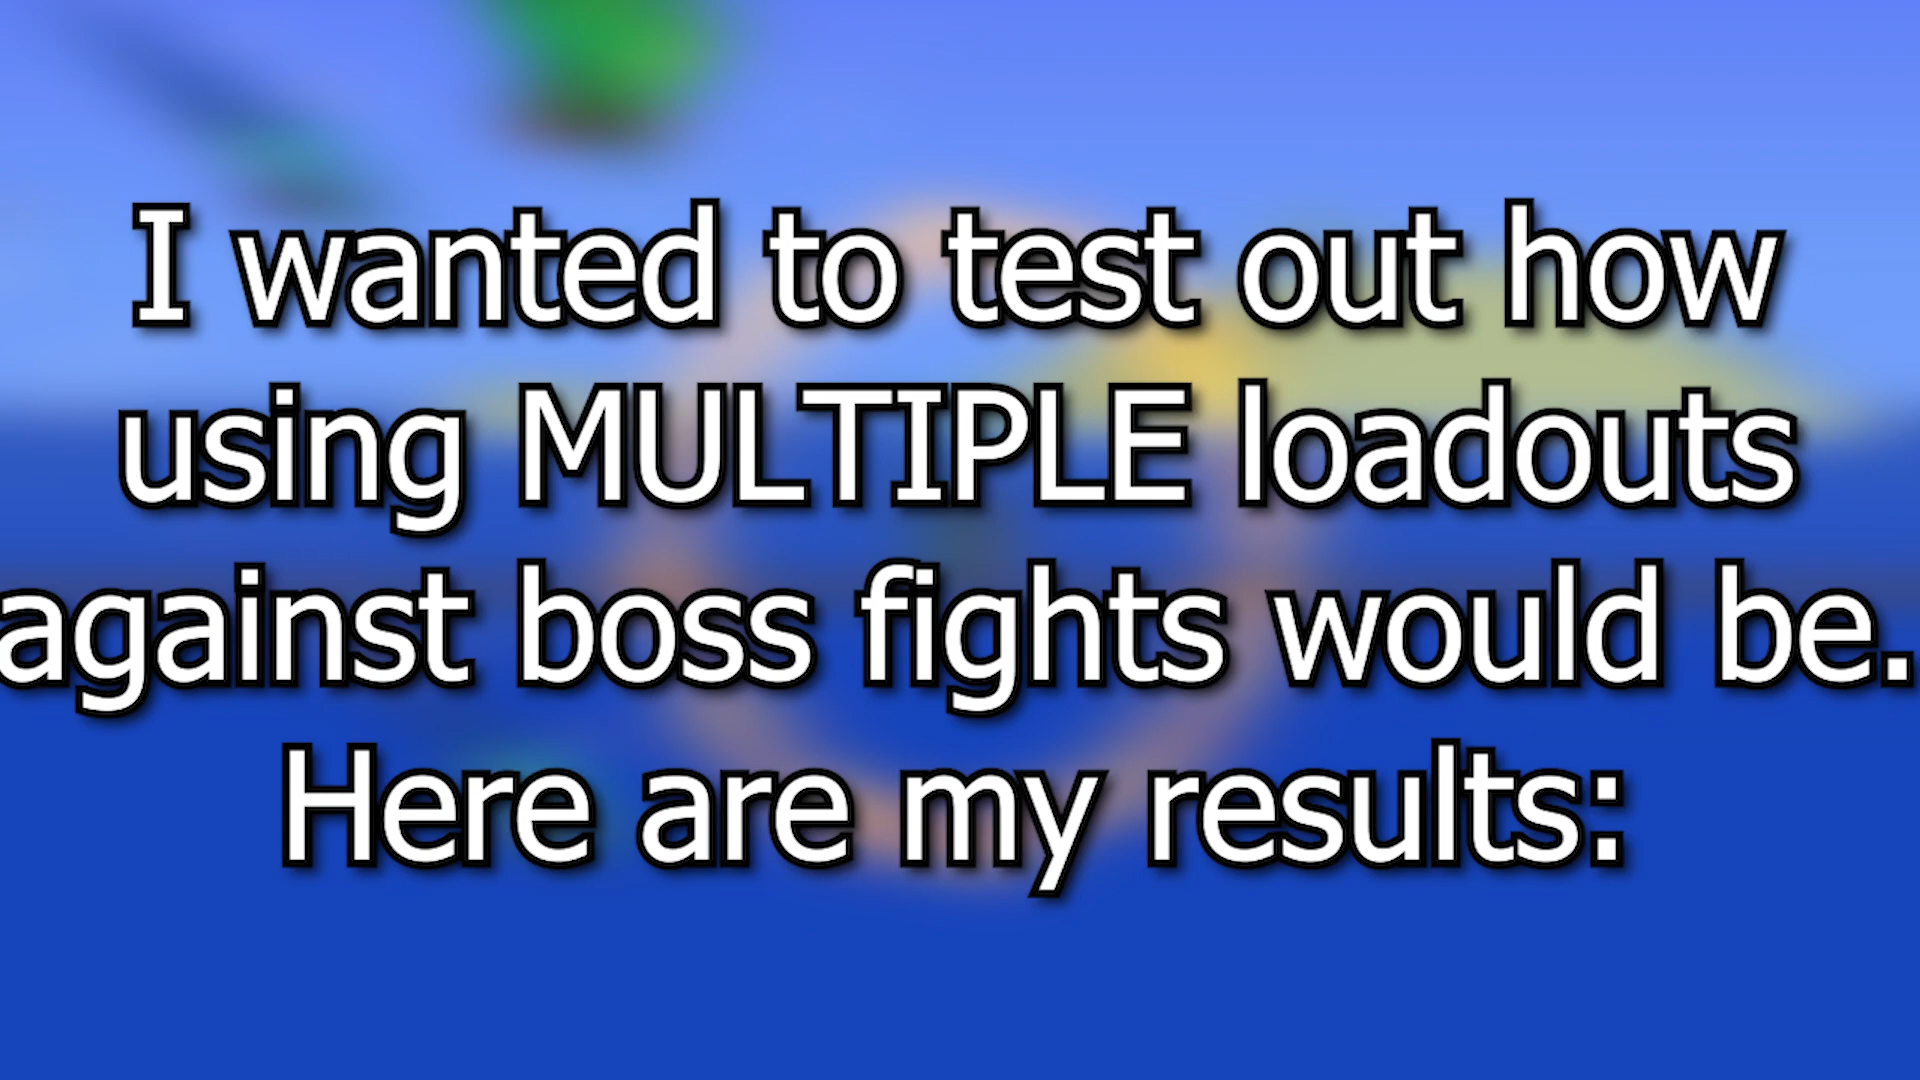 I wanted to test out how
using MULTIPLE loadouts
against boss fights would be.
Here are my results: